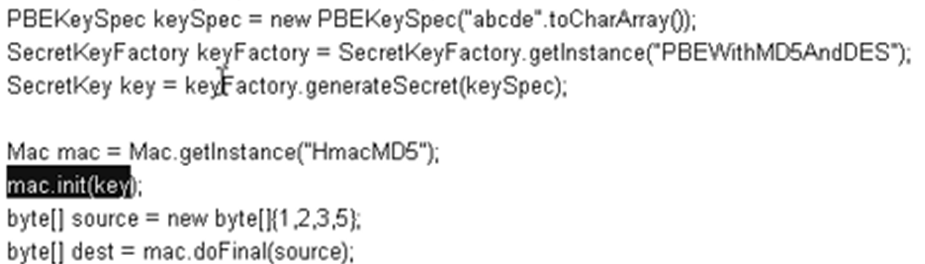 PBEKeySpec keySpec = new PBEKeySpec("abcde".toCharArray());
SecretKeyFactory keyFactory = SecretKeyFactory.getInstance("PBEWithMD5AndDES");
SecretKey key = keyFactory.generateSecret(keySpec);
Mac mac = Mac.getInstance("HmacMD5");
mac.init(key);
byte[] source = new byte[]{1,2,3,5};
byte[] dest = mac.doFinal(source);